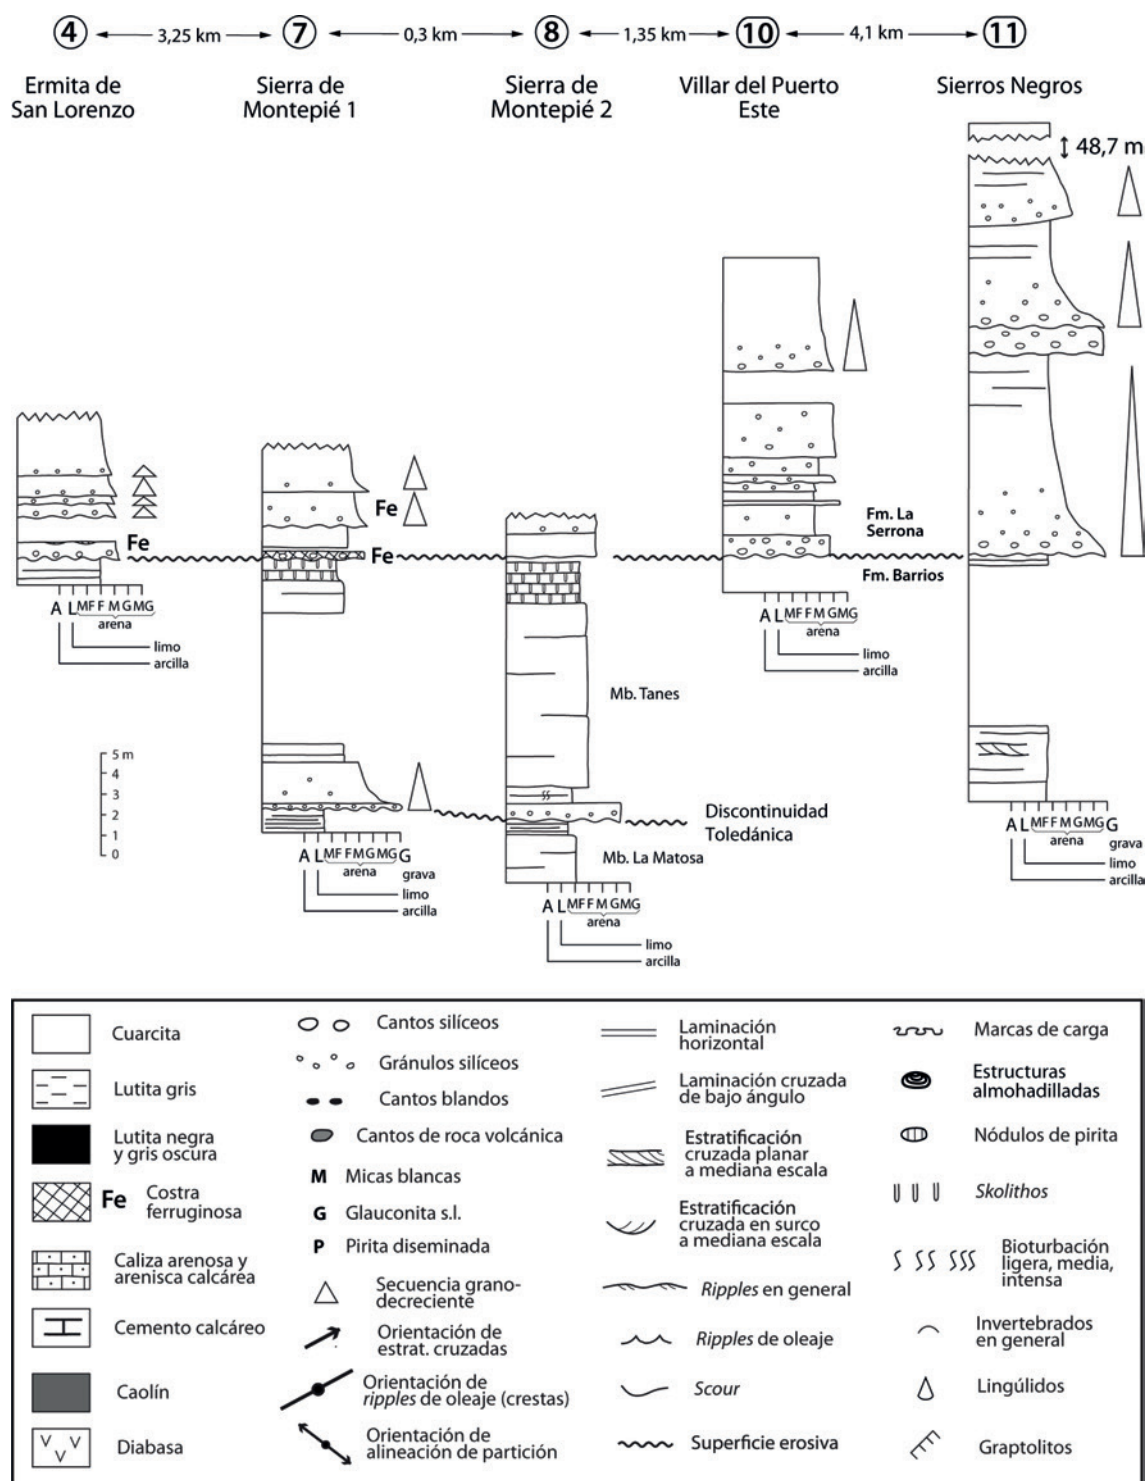 4 3,25 km 7 0,3 km 8 1,35 km 10 4,1 km 11
Ermita de
San Lorenzo
Sierra de
Montepié 1
Sierra de
Montepié 2
Villar del Puerto
Este
Sierros Negros
48,7 m
Fe
Fe
Fe
Fm. La
Serrona
Fm. Barrios
A L MF F M G MG
arena
limo
arcilla
A L MF F M G MG
arena
limo
arcilla
Mb. Tanes
5 m
4
3
2
1
0
Discontinuidad
Toledánica
Mb. La Matosa
A L MF F M G MG G
arena
grava
limo
arcilla
A L MF F M G MG
arena
limo
arcilla
A L MF F M G MG G
arena
grava
limo
arcilla
Cuarcita
Lutita gris
Lutita negra
y gris oscura
Fe
Costra
ferruginosa
Caliza arenosa y
arenisca calcárea
Cemento calcáreo
Caolín
Diabasa
Cantos silíceos
Gránulos silíceos
Cantos blandos
Cantos de roca volcánica
M Micas blancas
G Glauconita s.l.
P Pirita diseminada
Secuencia grano-
decreciente
Orientación de
estrat. cruzadas
Orientación de
ripples de oleaje (crestas)
Orientación de
alineación de partición
Laminación
horizontal
Laminación cruzada
de bajo ángulo
Estratificación
cruzada planar
a mediana escala
Estratificación
cruzada en surco
a mediana escala
Ripples en general
Ripples de oleaje
Scour
Superficie erosiva
Marcas de carga
Estructuras
almohadilladas
Nódulos de pirita
Skolithos
Bioturbación
ligera, media,
intensa
Invertebrados
en general
Lingúlidos
Graptolitos